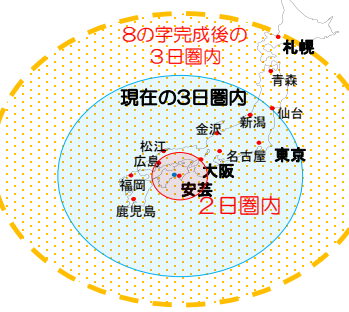 8の字完成後の
3日圏内
札幌
青森
現在の3日圏内
仙台
新潟
金沢
松江
名古屋
東京
広島
大阪
福岡
安芸
2日圏内
鹿児島